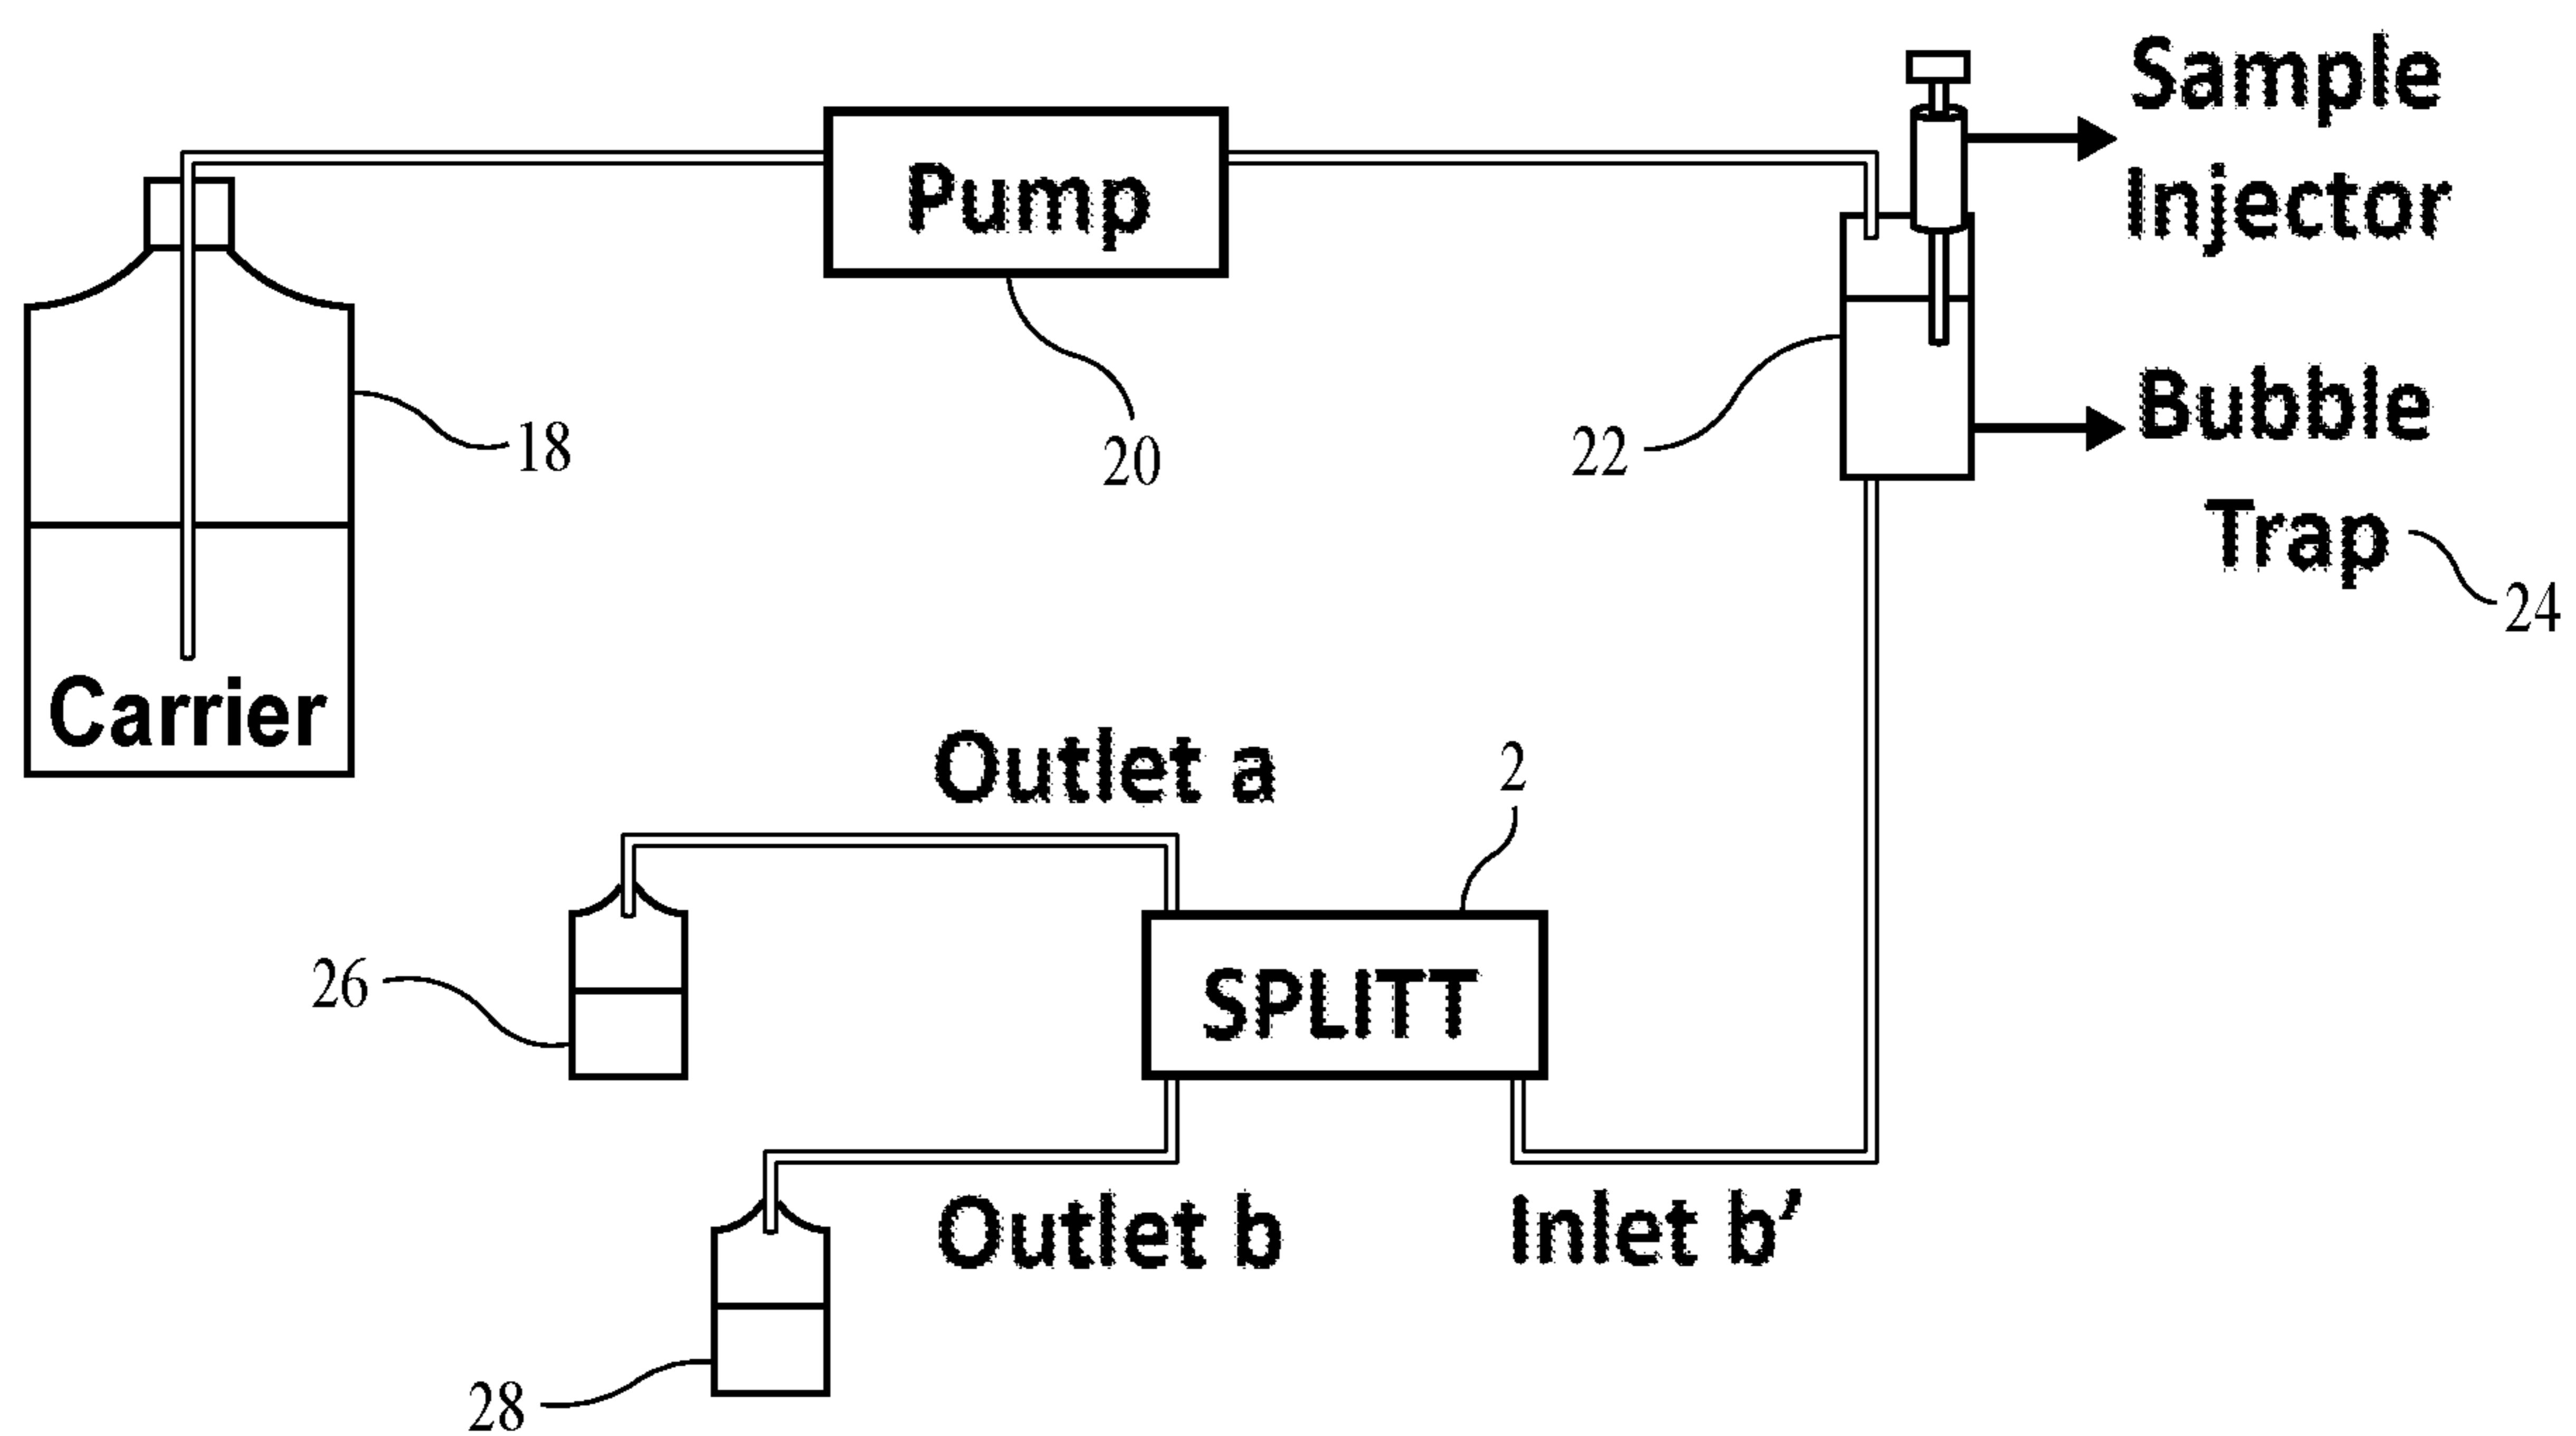 Sample
Injector
Pump
18
20
22
Bubble
Trap
24
Carrier
Outlet a
2
26
SPLITT
Outlet b
Inlet b'
28